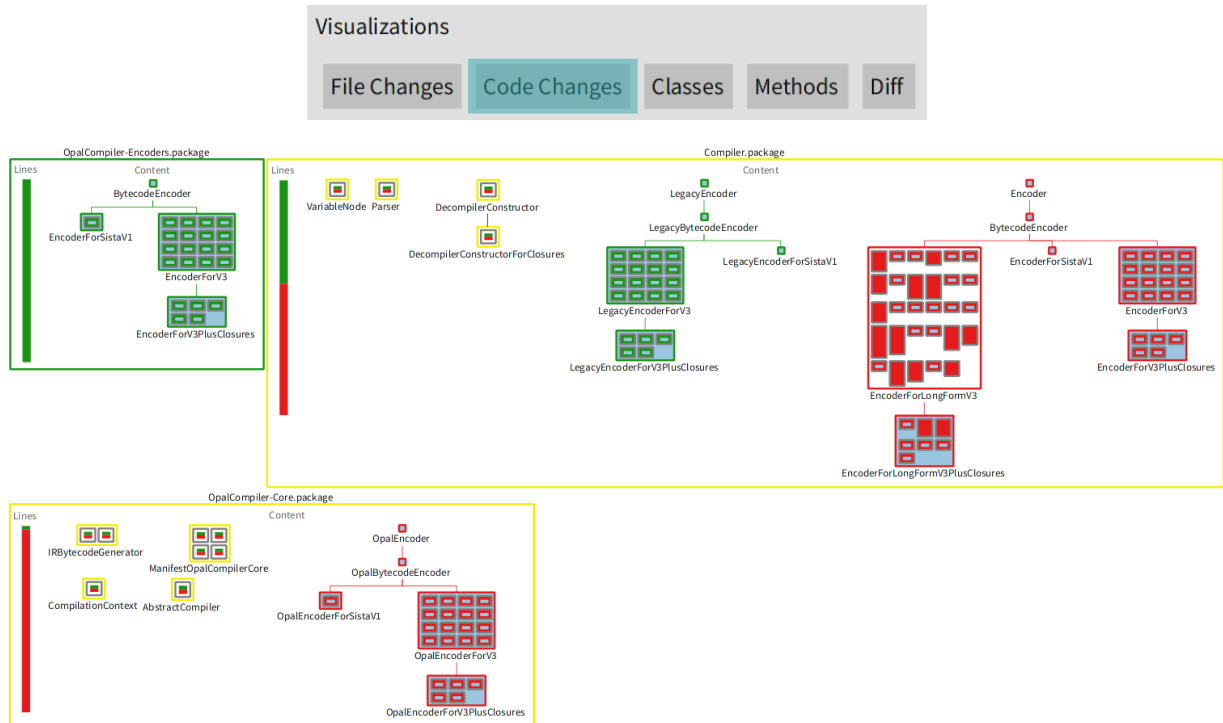 Visualizations
File Changes
Code Changes
Classes
Methods
Diff
OpalCompiler-Encoders.package
Lines
Content
BytecodeEncoder
EncoderForSistaV1
EncoderForV3
EncoderForV3PlusClosures
Compiler.package
Lines
Content
VariableNode
Parser
DecompilerConstructor
DecompilerConstructorForClosures
LegacyEncoder
LegacyBytecodeEncoder
LegacyEncoderForSistaV1
LegacyEncoderForV3
LegacyEncoderForV3PlusClosures
Encoder
BytecodeEncoder
EncoderForSistaV1
EncoderForV3
EncoderForV3PlusClosures
EncoderForLongFormV3
EncoderForLongFormV3PlusClosures
OpalCompiler-Core.package
Lines
Content
IRBytecodeGenerator
ManifestOpalCompilerCore
CompilationContext
AbstractCompiler
OpalEncoder
OpalBytecodeEncoder
OpalEncoderForSistaV1
OpalEncoderForV3
OpalEncoderForV3PlusClosures